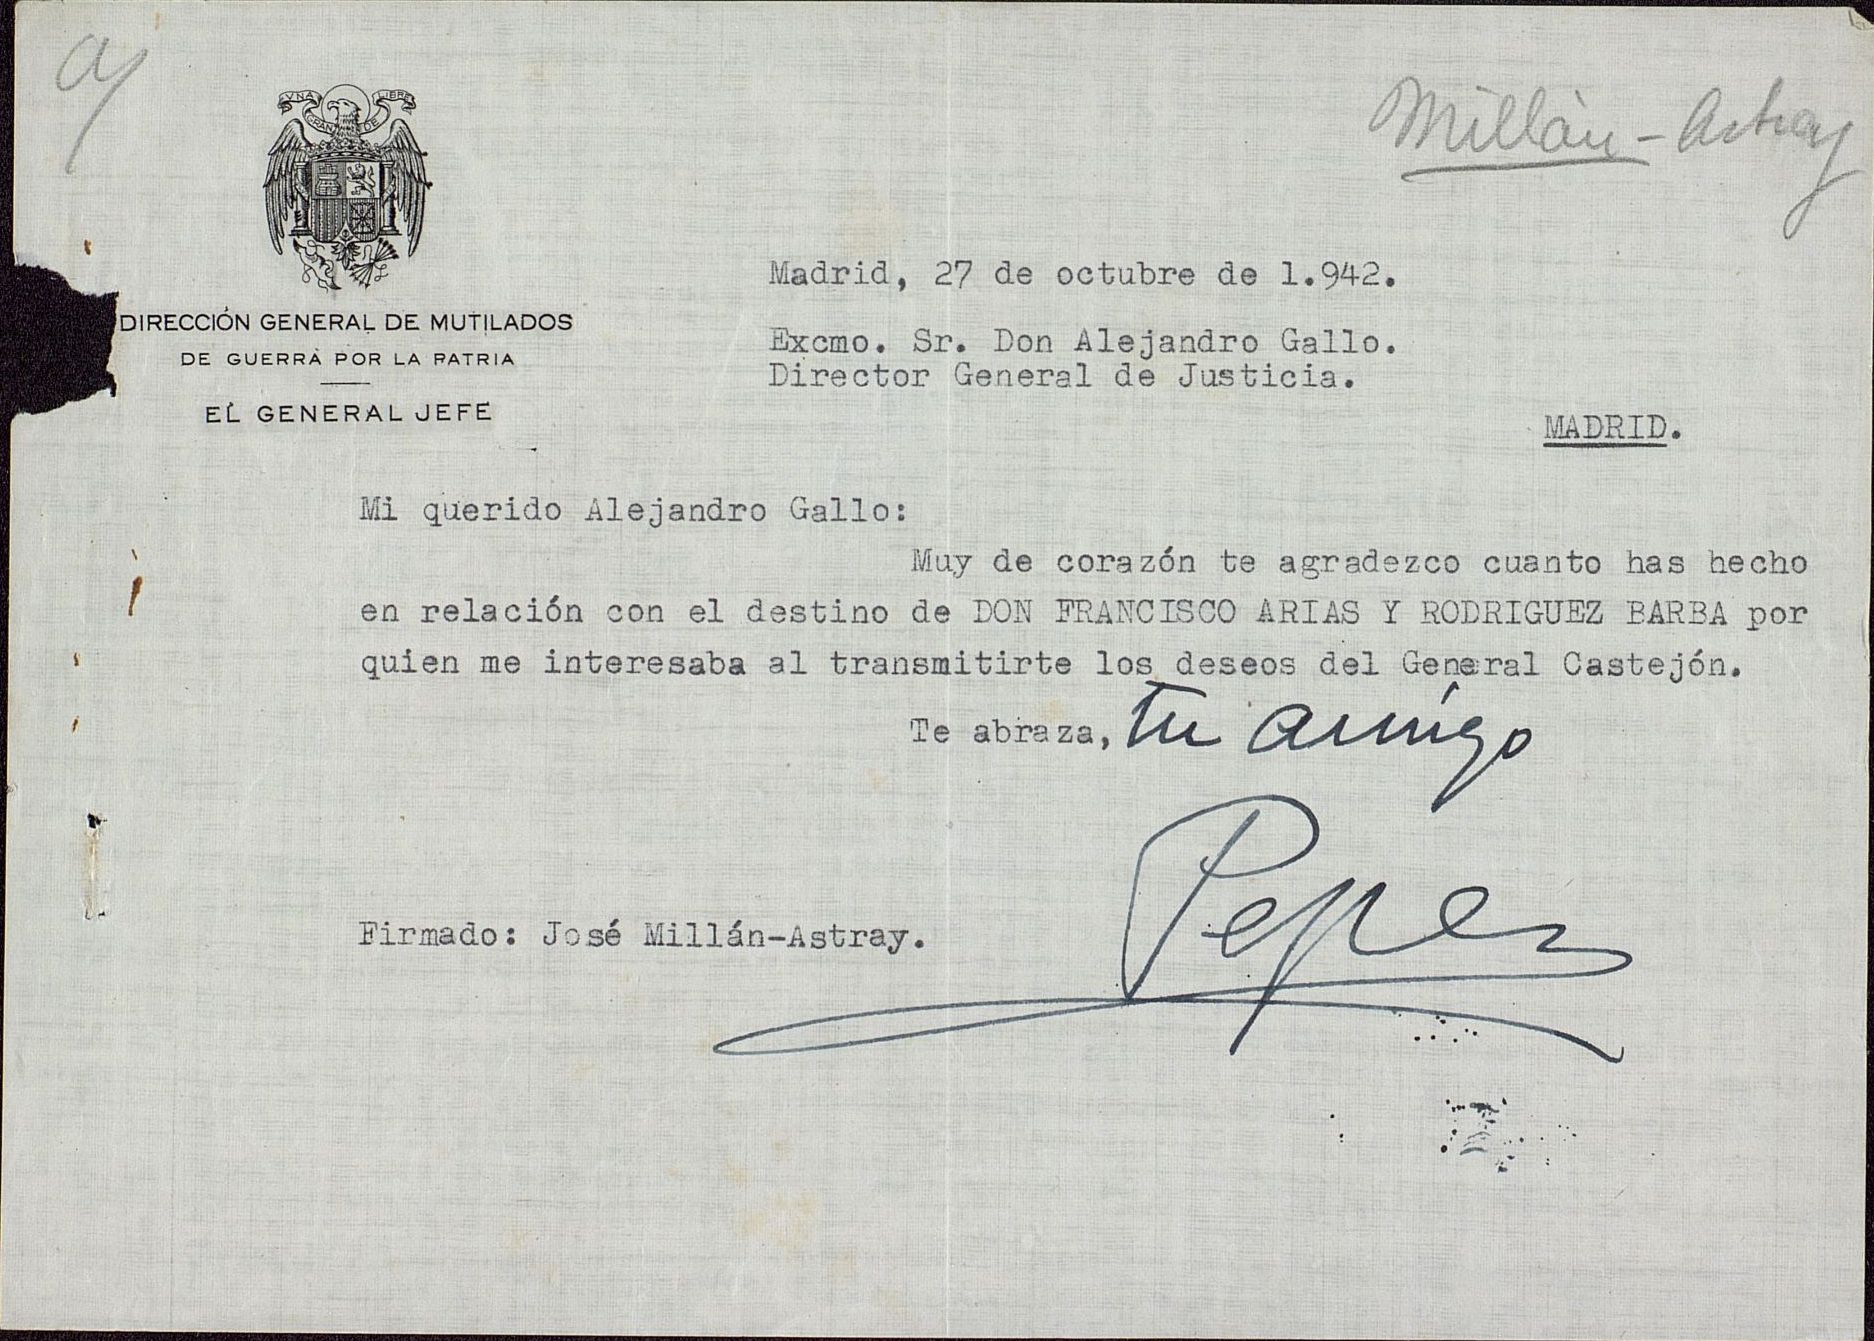 a/
Millán-Astray
VNA GRANDE LIBRE
DIRECCIÓN GENERAL DE MUTILADOS
DE GUERRA POR LA PATRIA
EL GENERAL JEFE
Madrid, 27 de octubre de 1.942.
Excmo. Sr. Don Alejandro Gallo.
Director General de Justicia.
MADRID.
Mi querido Alejandro Gallo:
Muy de corazón te agradezco cuanto has hecho
en relación con el destino de DON FRANCISCO ARIAS Y RODRIGUEZ BARBA por
quien me interesaba al transmitirte los deseos del General Castejón.
Te abraza, tu amigo
Pepe
Firmado: José Millán-Astray.